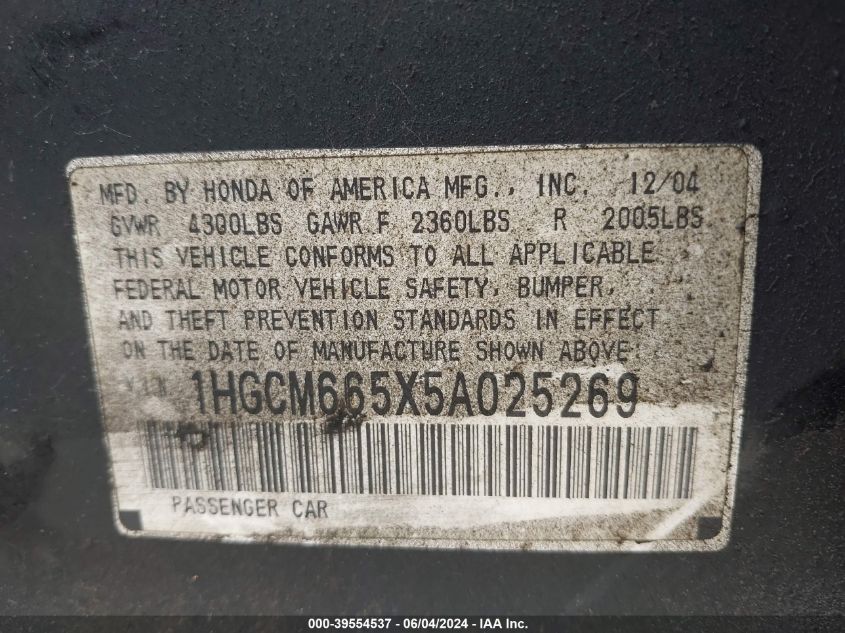 MFD. BY HONDA OF AMERICA MFG., INC. 12/04
GVWR 4300LBS GAWR F 2360LBS R 2005LBS
THIS VEHICLE CONFORMS TO ALL APPLICABLE
FEDERAL MOTOR VEHICLE SAFETY, BUMPER,
AND THEFT PREVENTION STANDARDS IN EFFECT
ON THE DATE OF MANUFACTURE SHOWN ABOVE.
VIN 1HGCM665X5A025269
PASSENGER CAR
000-39554537 - 06/04/2024 - IAA Inc.